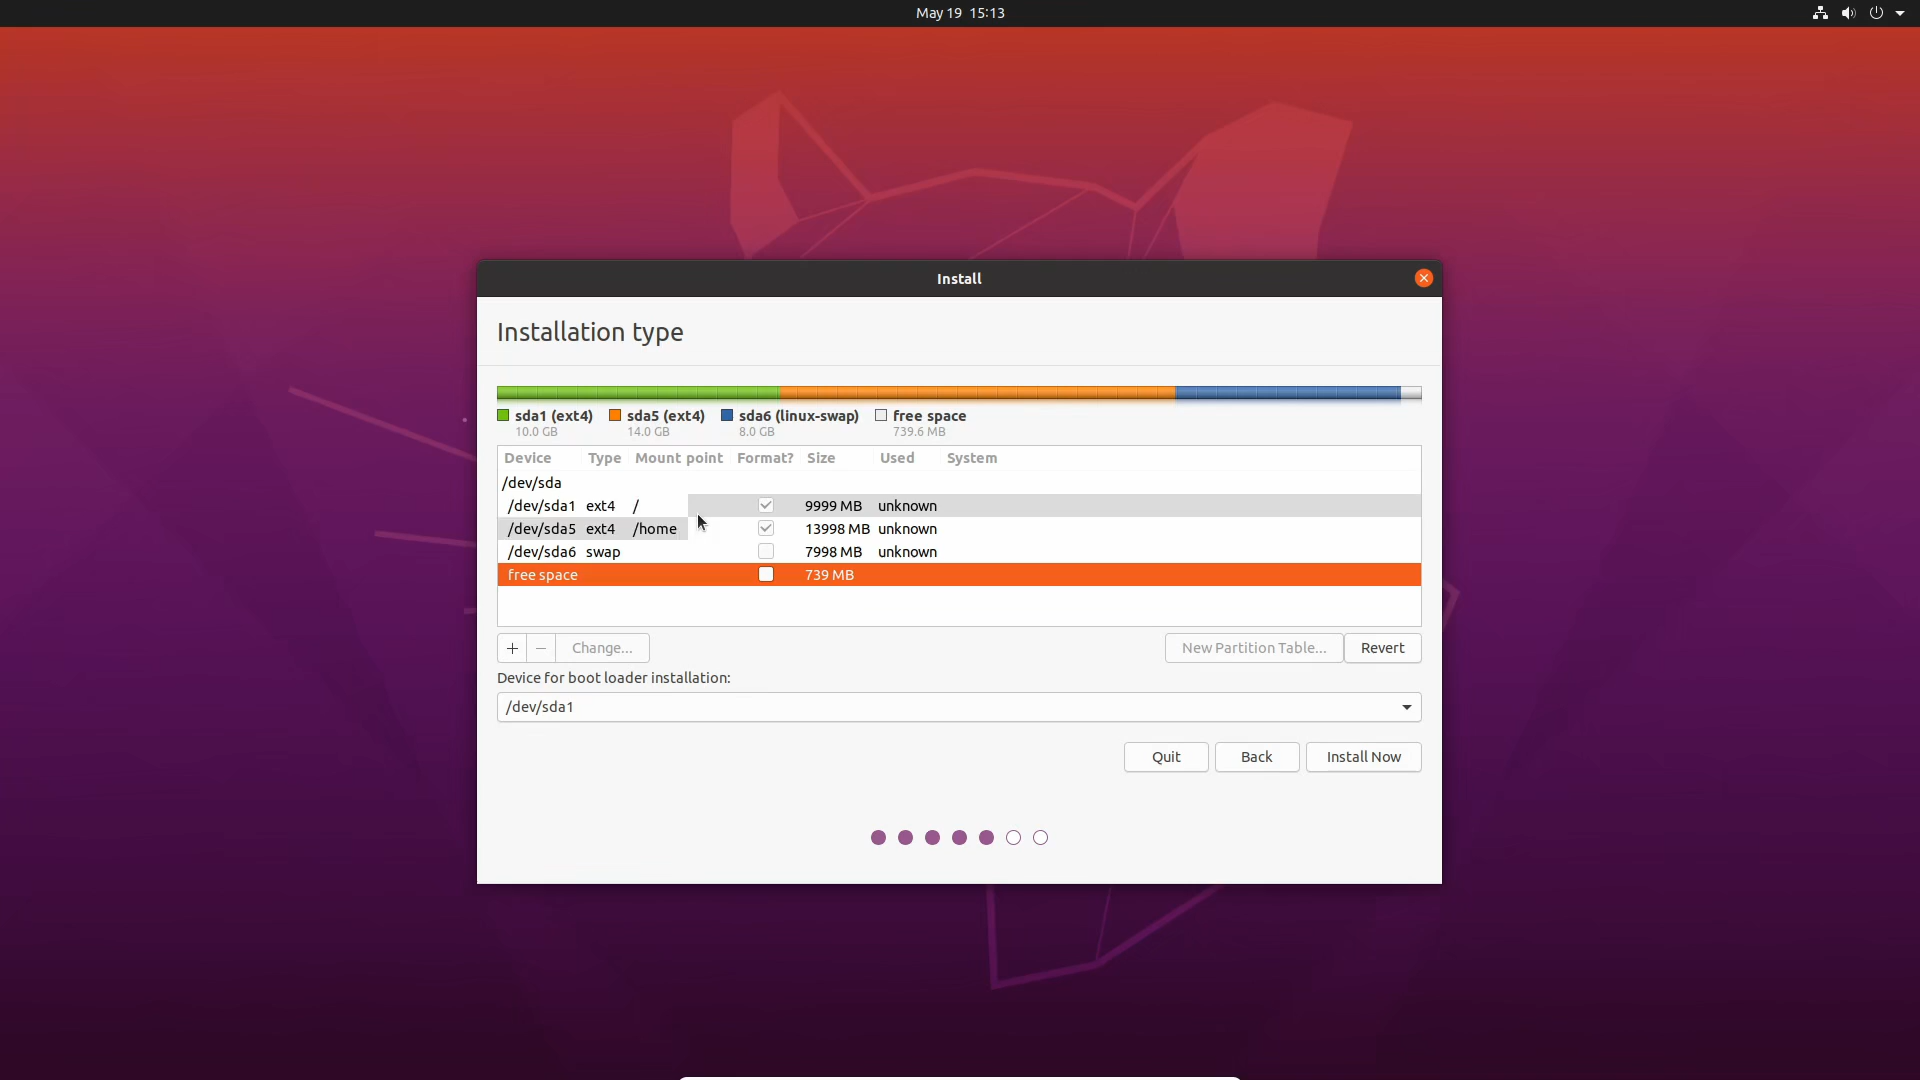 May 19 15:13
Install
Installation type
sda1 (ext4) sda5 (ext4) sda6 (linux-swap) free space
10.0 GB 14.0 GB 8.0 GB 739.6 MB
Device Type Mount point Format? Size Used System
/dev/sda
/dev/sda1 ext4 / 9999 MB unknown
/dev/sda5 ext4 /home 13998 MB unknown
/dev/sda6 swap 7998 MB unknown
free space 739 MB
+ − Change... New Partition Table... Revert
Device for boot loader installation:
/dev/sda1
Quit Back Install Now